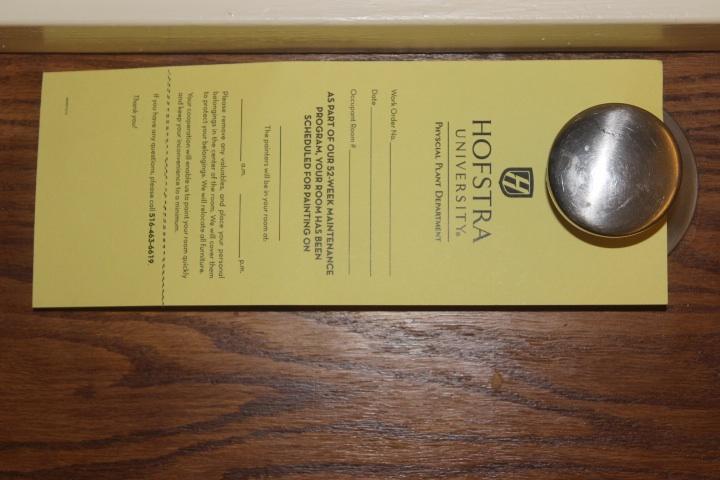 HOFSTRA
UNIVERSITY®
PHYSCIAL PLANT DEPARTMENT
Work Order No.
Date
Occupant Room #
AS PART OF OUR 52-WEEK MAINTENANCE
PROGRAM, YOUR ROOM HAS BEEN
SCHEDULED FOR PAINTING ON
The painters will be in your room at:
a.m. p.m.
Please remove any valuables, and place your personal
belongings in the center of the room. We will cover them
to protect your belongings. We will relocate all furniture.
Your cooperation will enable us to paint your room quickly
and keep your inconvenience to a minimum.
If you have any questions, please call 516-463-6619.
Thank you!